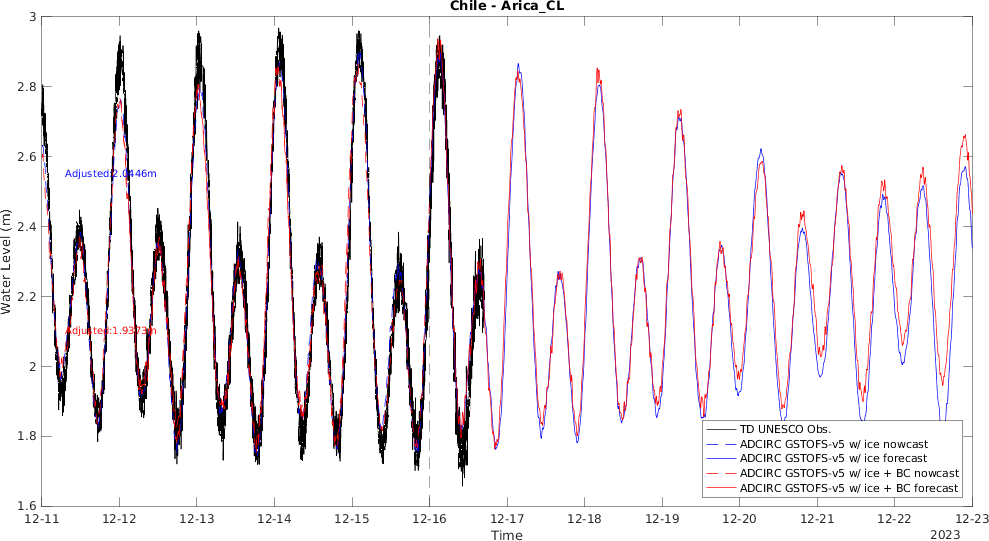 Chile - Arica_CL
3
2.8
2.6
2.4
2.2
2
1.8
1.6
Water Level (m)
Adjusted:2.0446m
Adjusted:1.9373m
TD UNESCO Obs.
ADCIRC GSTOFS-v5 w/ ice nowcast
ADCIRC GSTOFS-v5 w/ ice forecast
ADCIRC GSTOFS-v5 w/ ice + BC nowcast
ADCIRC GSTOFS-v5 w/ ice + BC forecast
12-11 12-12 12-13 12-14 12-15 12-16 12-17 12-18 12-19 12-20 12-21 12-22 12-23
Time
2023